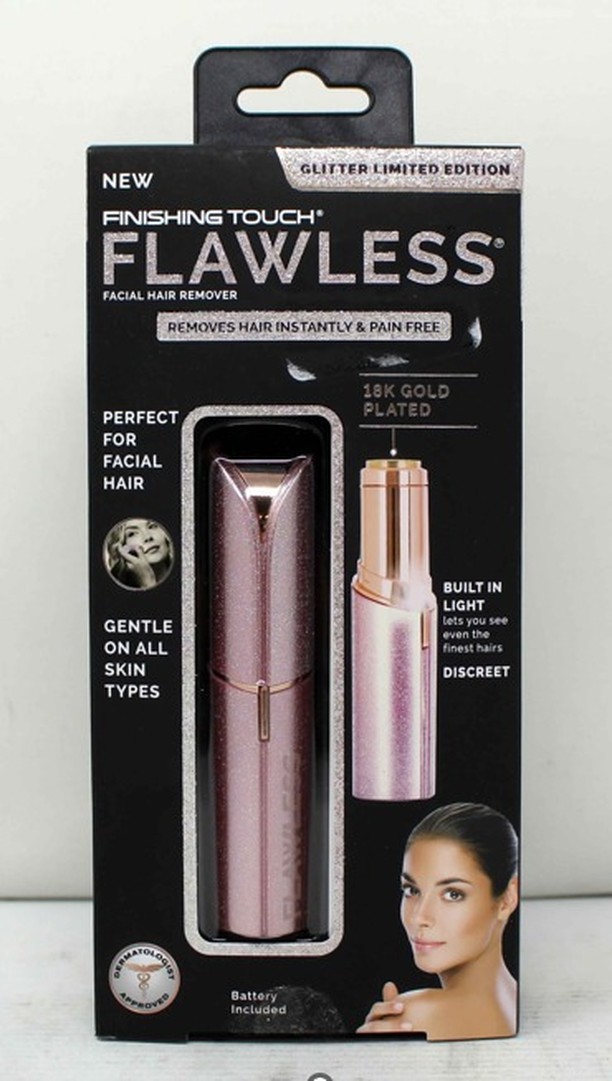 NEW
GLITTER LIMITED EDITION
FINISHING TOUCH®
FLAWLESS®
FACIAL HAIR REMOVER
REMOVES HAIR INSTANTLY & PAIN FREE
18K GOLD
PLATED
PERFECT
FOR
FACIAL
HAIR
GENTLE
ON ALL
SKIN
TYPES
BUILT IN
LIGHT
lets you see
even the
finest hairs
DISCREET
FLAWLESS
DERMATOLOGIST
APPROVED
Battery
Included